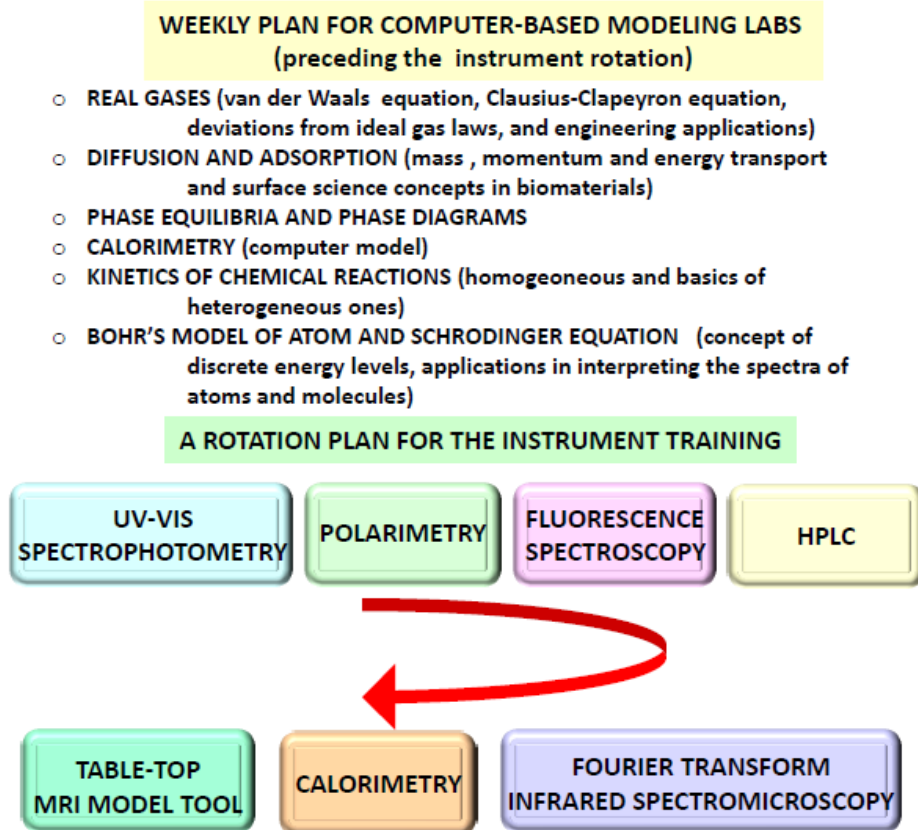 WEEKLY PLAN FOR COMPUTER-BASED MODELING LABS
(preceding the instrument rotation)
o REAL GASES (van der Waals equation, Clausius-Clapeyron equation,
deviations from ideal gas laws, and engineering applications)
o DIFFUSION AND ADSORPTION (mass , momentum and energy transport
and surface science concepts in biomaterials)
o PHASE EQUILIBRIA AND PHASE DIAGRAMS
o CALORIMETRY (computer model)
o KINETICS OF CHEMICAL REACTIONS (homogeoneous and basics of
heterogeneous ones)
o BOHR'S MODEL OF ATOM AND SCHRODINGER EQUATION (concept of
discrete energy levels, applications in interpreting the spectra of
atoms and molecules)
A ROTATION PLAN FOR THE INSTRUMENT TRAINING
UV-VIS
SPECTROPHOTOMETRY
POLARIMETRY
FLUORESCENCE
SPECTROSCOPY
HPLC
TABLE-TOP
MRI MODEL TOOL
CALORIMETRY
FOURIER TRANSFORM
INFRARED SPECTROMICROSCOPY